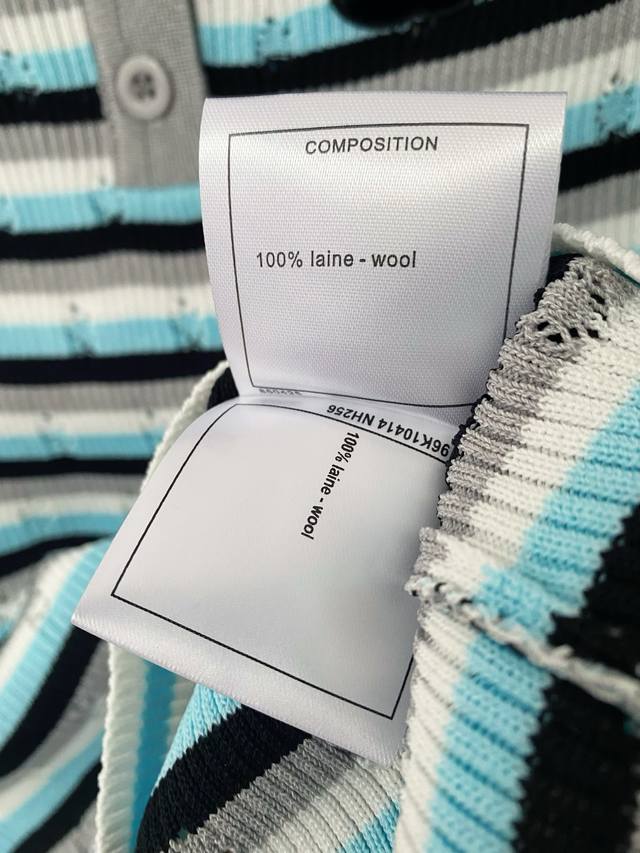 COMPOSITION
100% laine - wool
96K10414 NH256
100% laine - wool